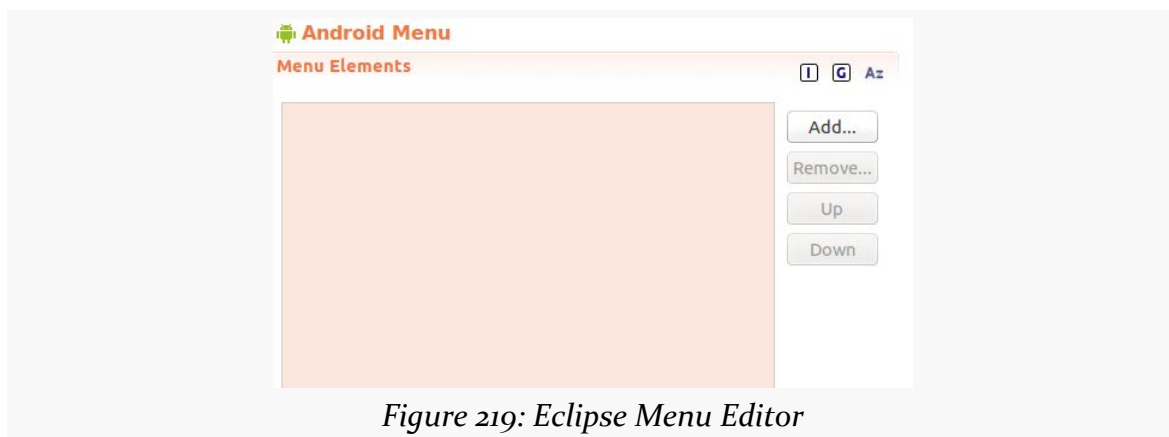 Android Menu
Menu Elements
I G Az
Add...
Remove...
Up
Down
Figure 219: Eclipse Menu Editor